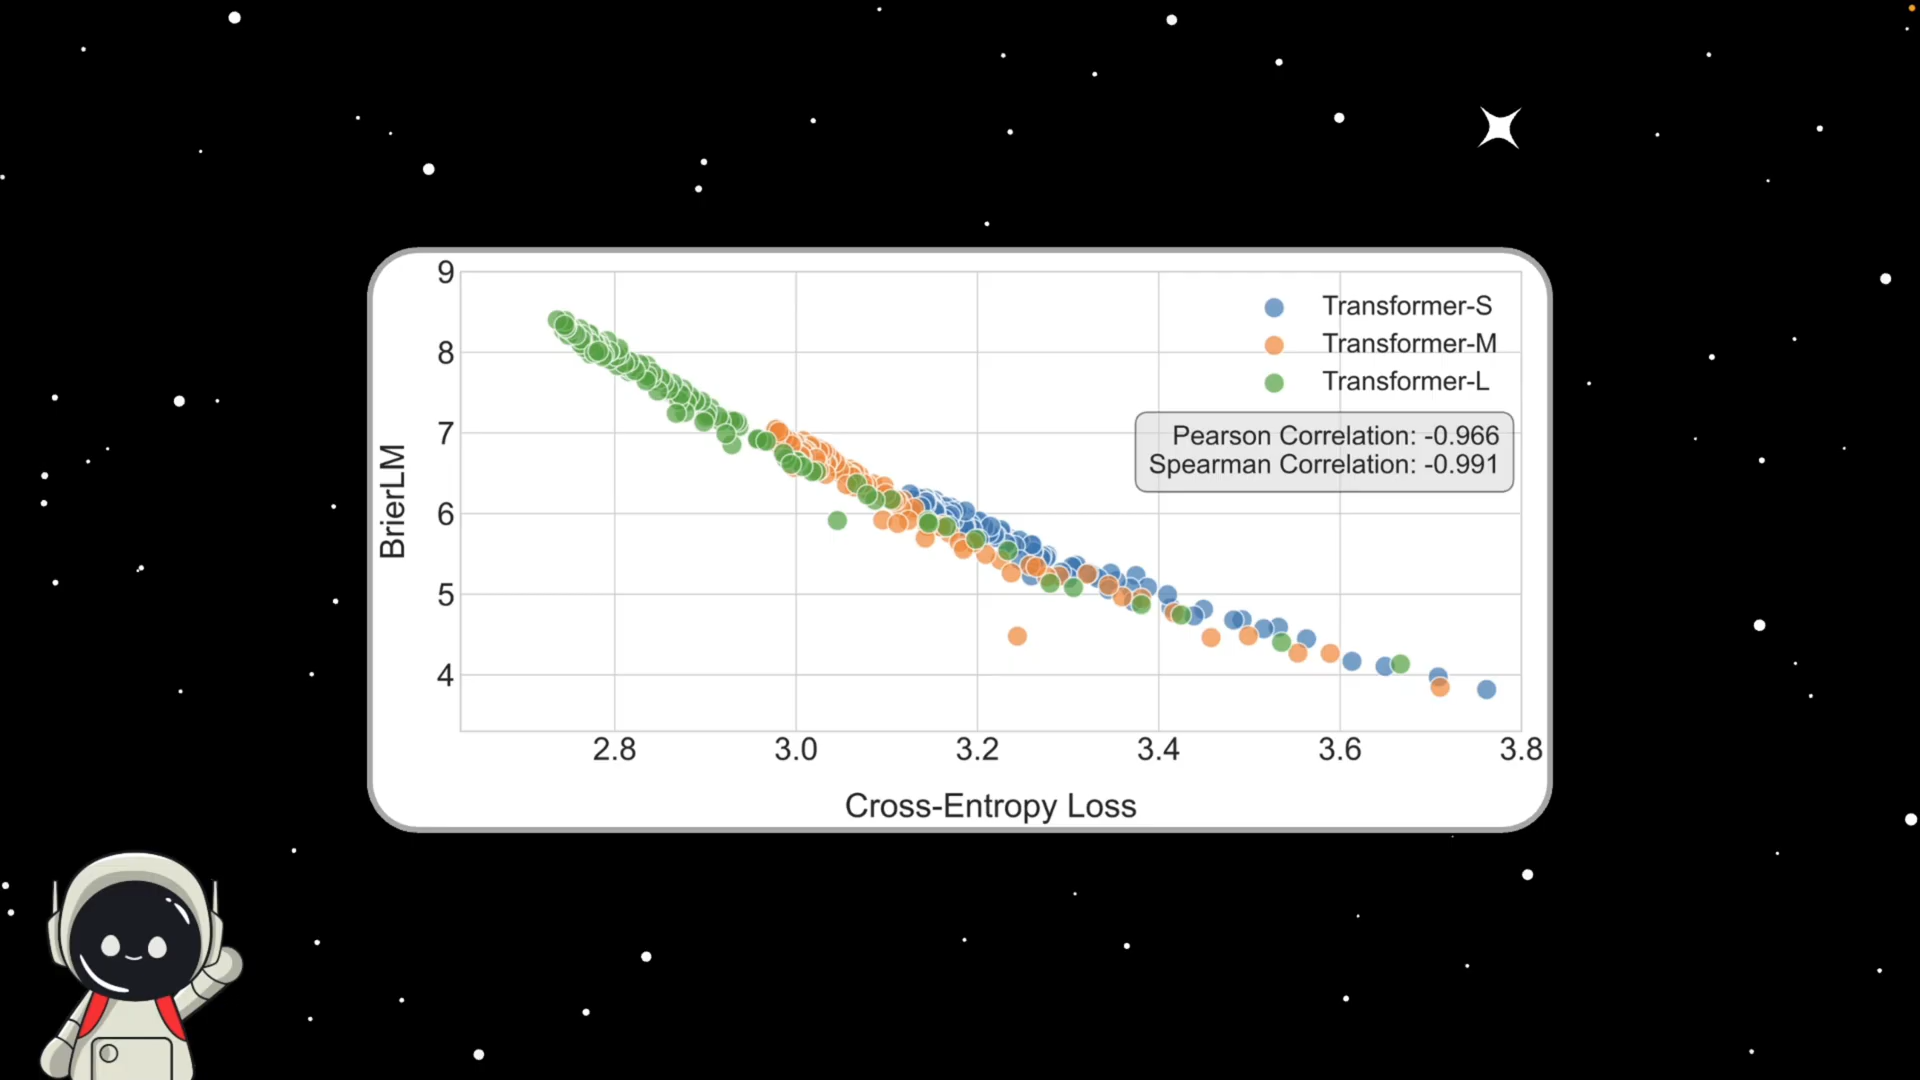 9
8
7
6
5
4
BrierLM
Transformer-S
Transformer-M
Transformer-L
Pearson Correlation: -0.966
Spearman Correlation: -0.991
2.8 3.0 3.2 3.4 3.6 3.8
Cross-Entropy Loss